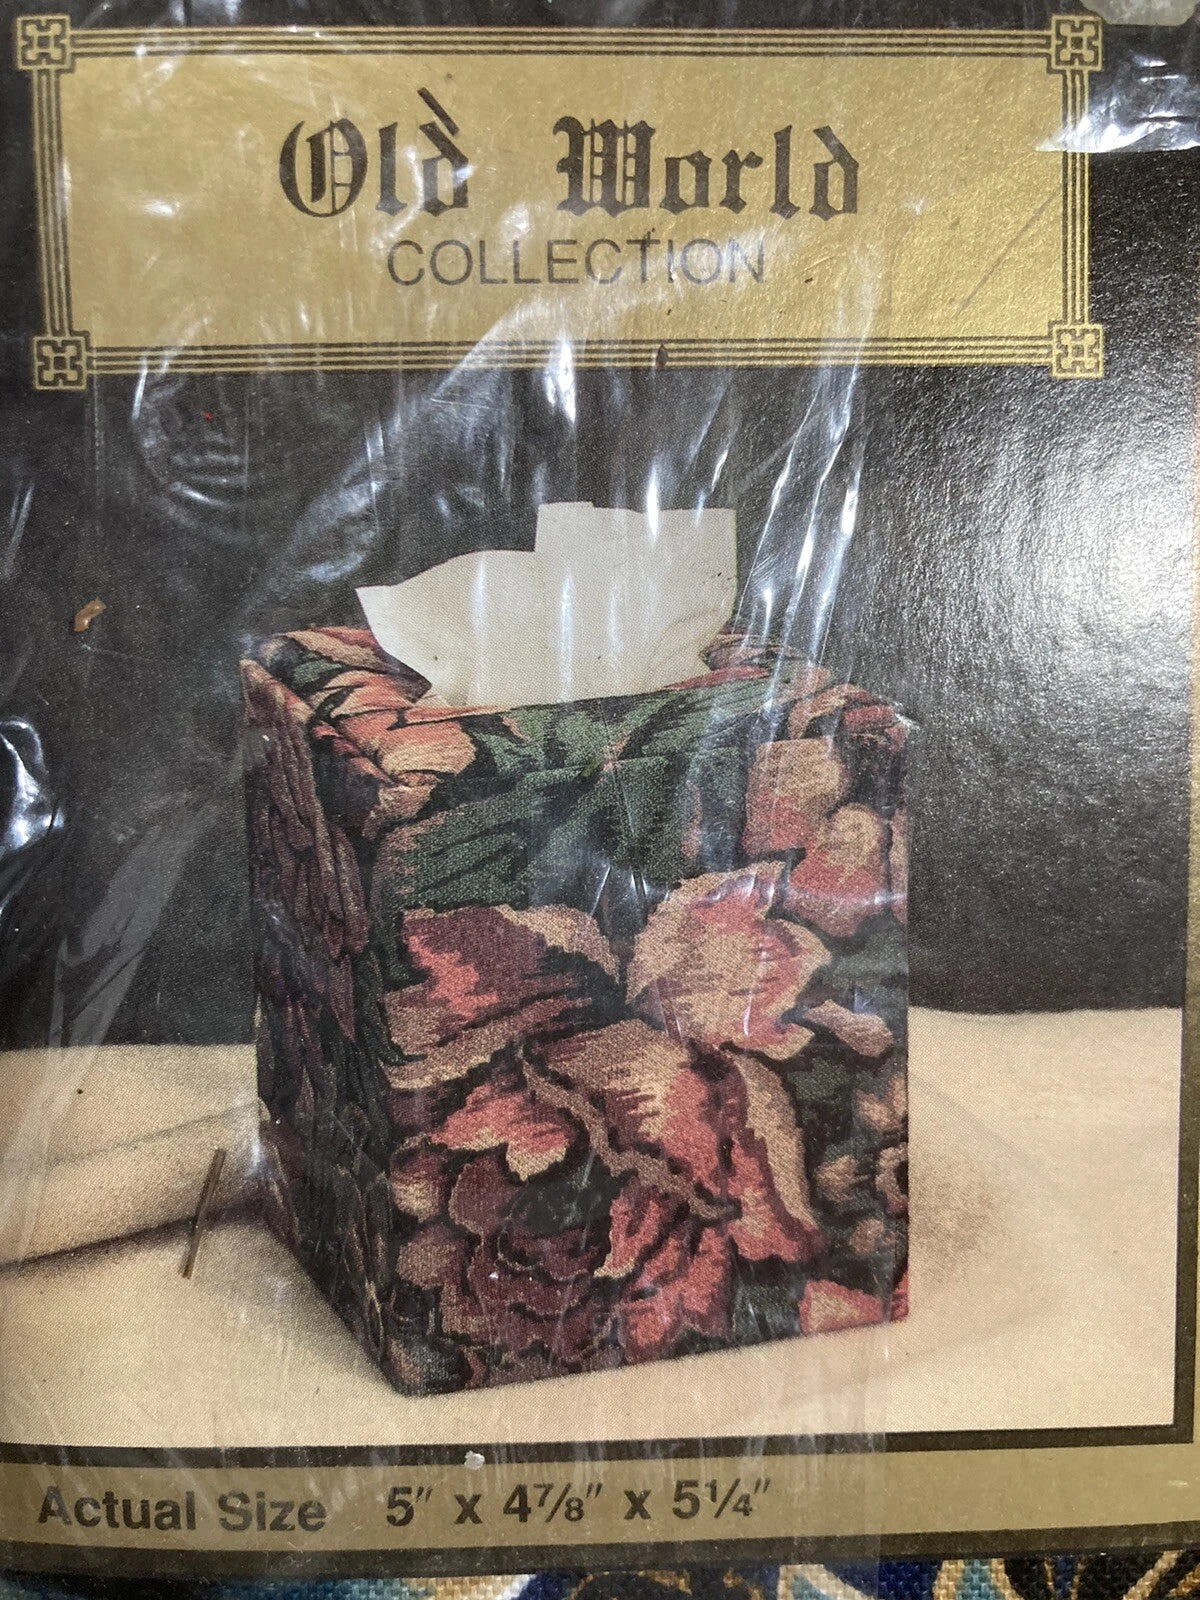 Old World
COLLECTION
Actual Size 5" x 4⅞" x 5¼"